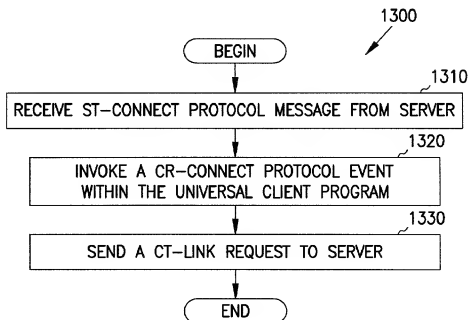 1300
BEGIN
1310
RECEIVE ST-CONNECT PROTOCOL MESSAGE FROM SERVER
1320
INVOKE A CR-CONNECT PROTOCOL EVENT
WITHIN THE UNIVERSAL CLIENT PROGRAM
1330
SEND A CT-LINK REQUEST TO SERVER
END